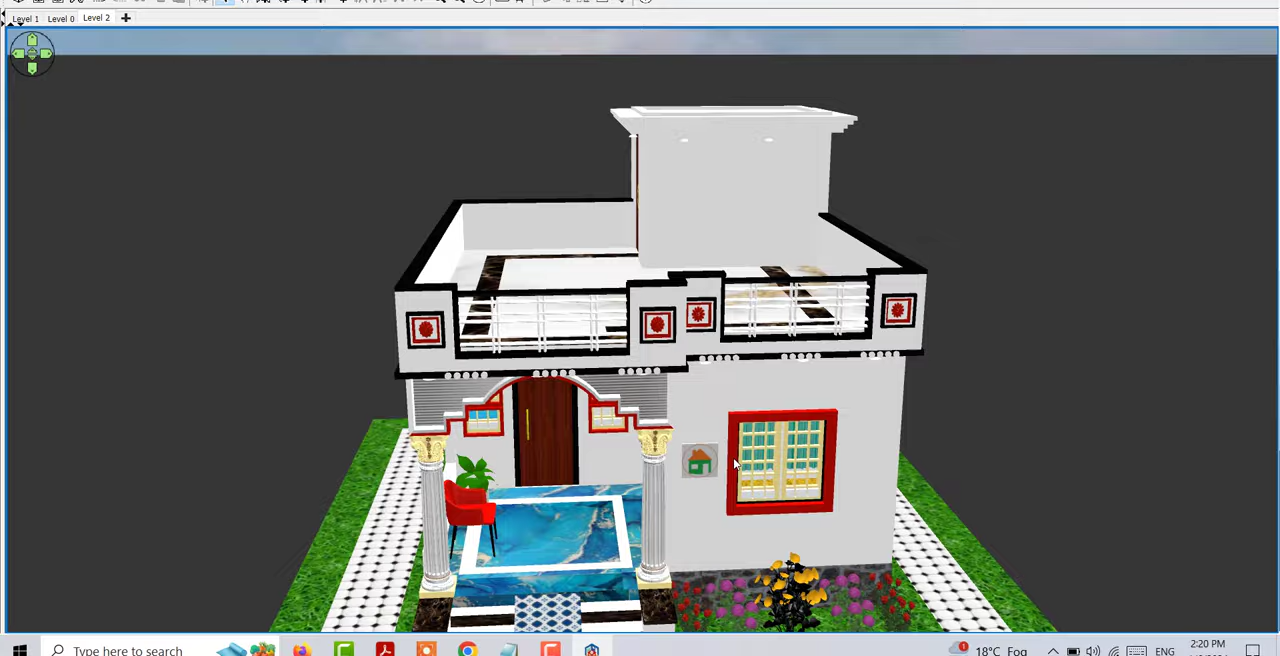 Level 1 Level 0 Level 2
Type here to search
18°C Fog
ENG
2:20 PM